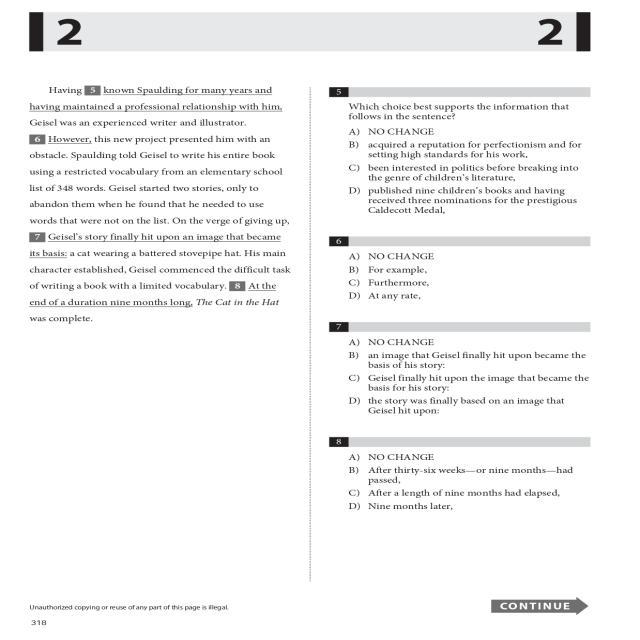 2
2
Having 5 known Spaulding for many years and
having maintained a professional relationship with him,
Geisel was an experienced writer and illustrator.
6 However, this new project presented him with an
obstacle. Spaulding told Geisel to write his entire book
using a restricted vocabulary from an elementary school
list of 348 words. Geisel started two stories, only to
abandon them when he found that he needed to use
words that were not on the list. On the verge of giving up,
7 Geisel's story finally hit upon an image that became
its basis: a cat wearing a battered stovepipe hat. His main
character established, Geisel commenced the difficult task
of writing a book with a limited vocabulary. 8 At the
end of a duration nine months long, The Cat in the Hat
was complete.
5
Which choice best supports the information that
follows in the sentence?
A) NO CHANGE
B) acquired a reputation for perfectionism and for
setting high standards for his work,
C) been interested in politics before breaking into
the genre of children's literature,
D) published nine children's books and having
received three nominations for the prestigious
Caldecott Medal,
6
A) NO CHANGE
B) For example,
C) Furthermore,
D) At any rate,
7
A) NO CHANGE
B) an image that Geisel finally hit upon became the
basis of his story:
C) Geisel finally hit upon the image that became the
basis for his story:
D) the story was finally based on an image that
Geisel hit upon:
8
A) NO CHANGE
B) After thirty-six weeks—or nine months—had
passed,
C) After a length of nine months had elapsed,
D) Nine months later,
Unauthorized copying or reuse of any part of this page is illegal.
CONTINUE
318